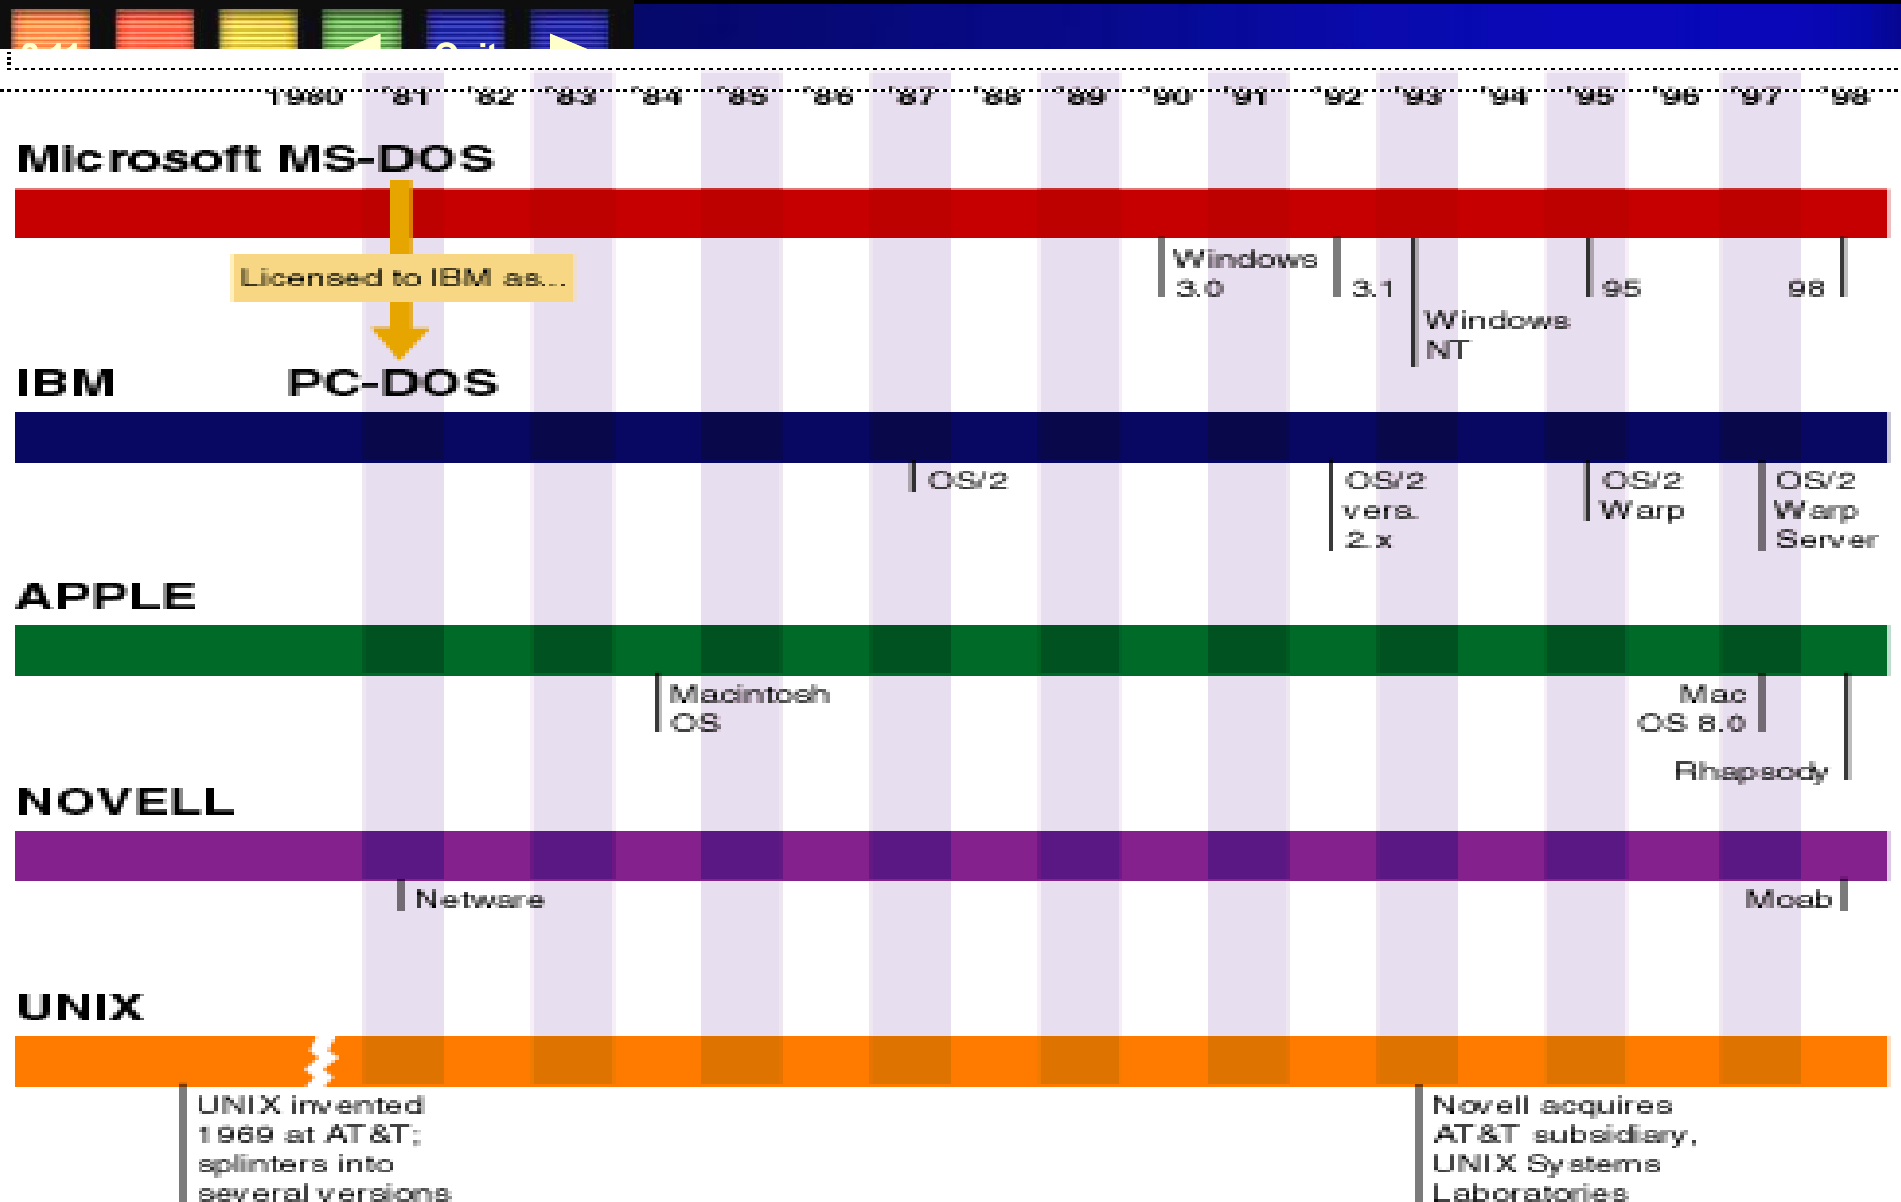 Quit
1980 '81 '82 '83 '84 '85 '86 '87 '88 '89 '90 '91 '92 '93 '94 '95 '96 '97 '98
Microsoft MS-DOS
Licensed to IBM as...
Windows
3.0
3.1
Windows
NT
95
98
IBM PC-DOS
OS/2
OS/2
vers.
2.x
OS/2
Warp
OS/2
Warp
Server
APPLE
Macintosh
OS
Mac
OS 8.0
Rhapsody
NOVELL
Netware
Moab
UNIX
UNIX invented
1969 at AT&T;
splinters into
several versions
Novell acquires
AT&T subsidiary,
UNIX Systems
Laboratories